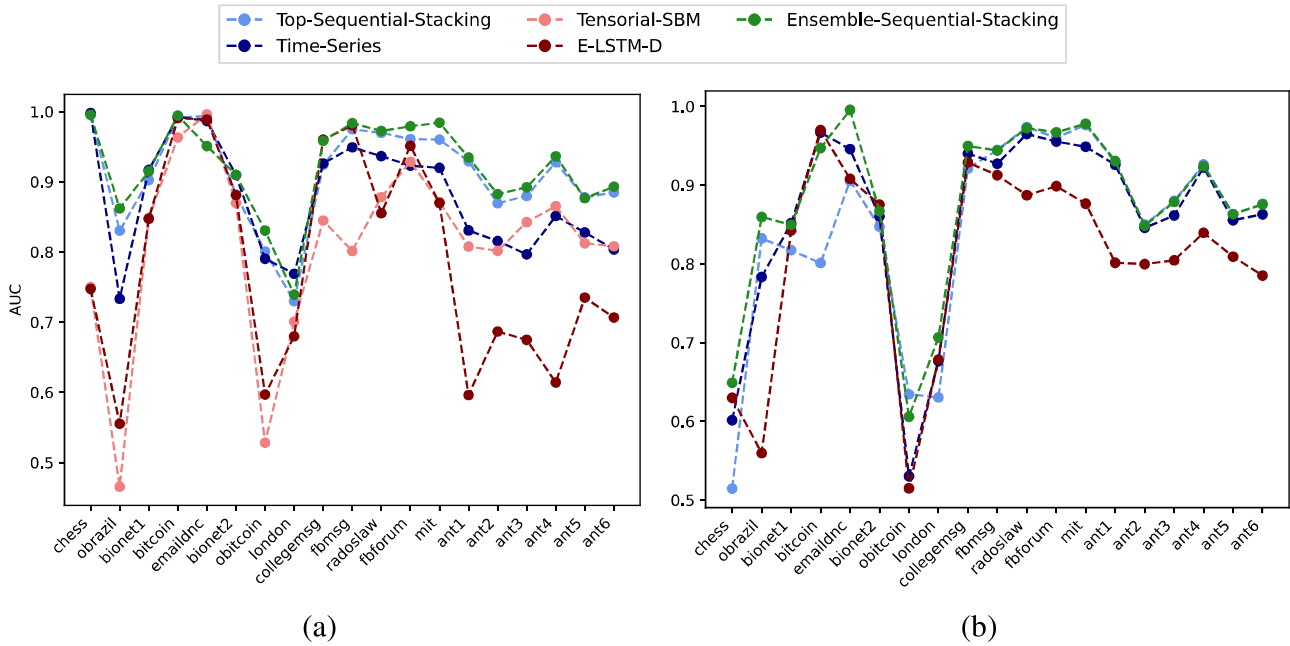 Top-Sequential-Stacking
Time-Series
Tensorial-SBM
E-LSTM-D
Ensemble-Sequential-Stacking
AUC
1.0
0.9
0.8
0.7
0.6
0.5
chess
obrazil
bionet1
bitcoin
emaildnc
bionet2
obitcoin
london
collegemsg
fbmsg
radoslaw
fbforum
mit
ant1
ant2
ant3
ant4
ant5
ant6
(a)
1.0
0.9
0.8
0.7
0.6
0.5
chess
obrazil
bionet1
bitcoin
emaildnc
bionet2
obitcoin
london
collegemsg
fbmsg
radoslaw
fbforum
mit
ant1
ant2
ant3
ant4
ant5
ant6
(b)